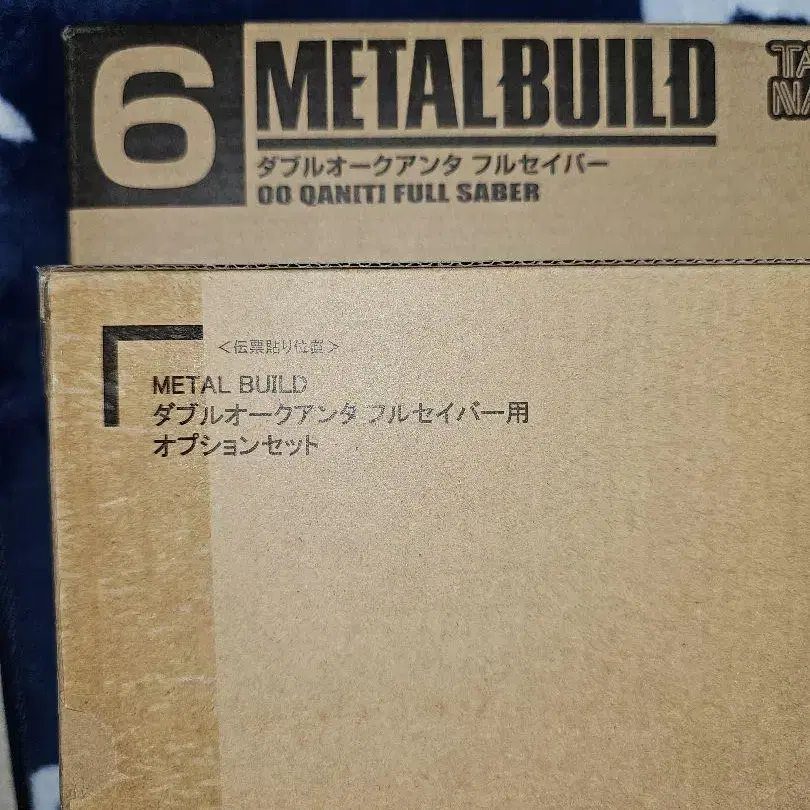 6
METALBUILD
ダブルオークアンタ フルセイバー
00 QAN[T] FULL SABER
＜伝票貼り位置＞
METAL BUILD
ダブルオークアンタ フルセイバー用
オプションセット